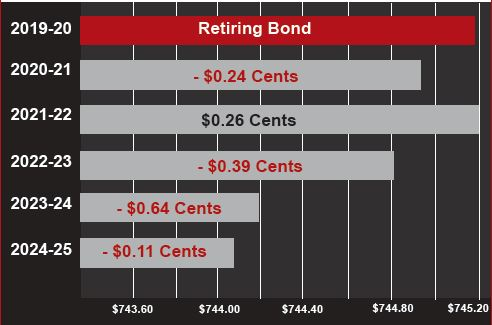 2019-20 Retiring Bond
2020-21 - $0.24 Cents
2021-22 $0.26 Cents
2022-23 - $0.39 Cents
2023-24 - $0.64 Cents
2024-25 - $0.11 Cents
$743.60 $744.00 $744.40 $744.80 $745.20